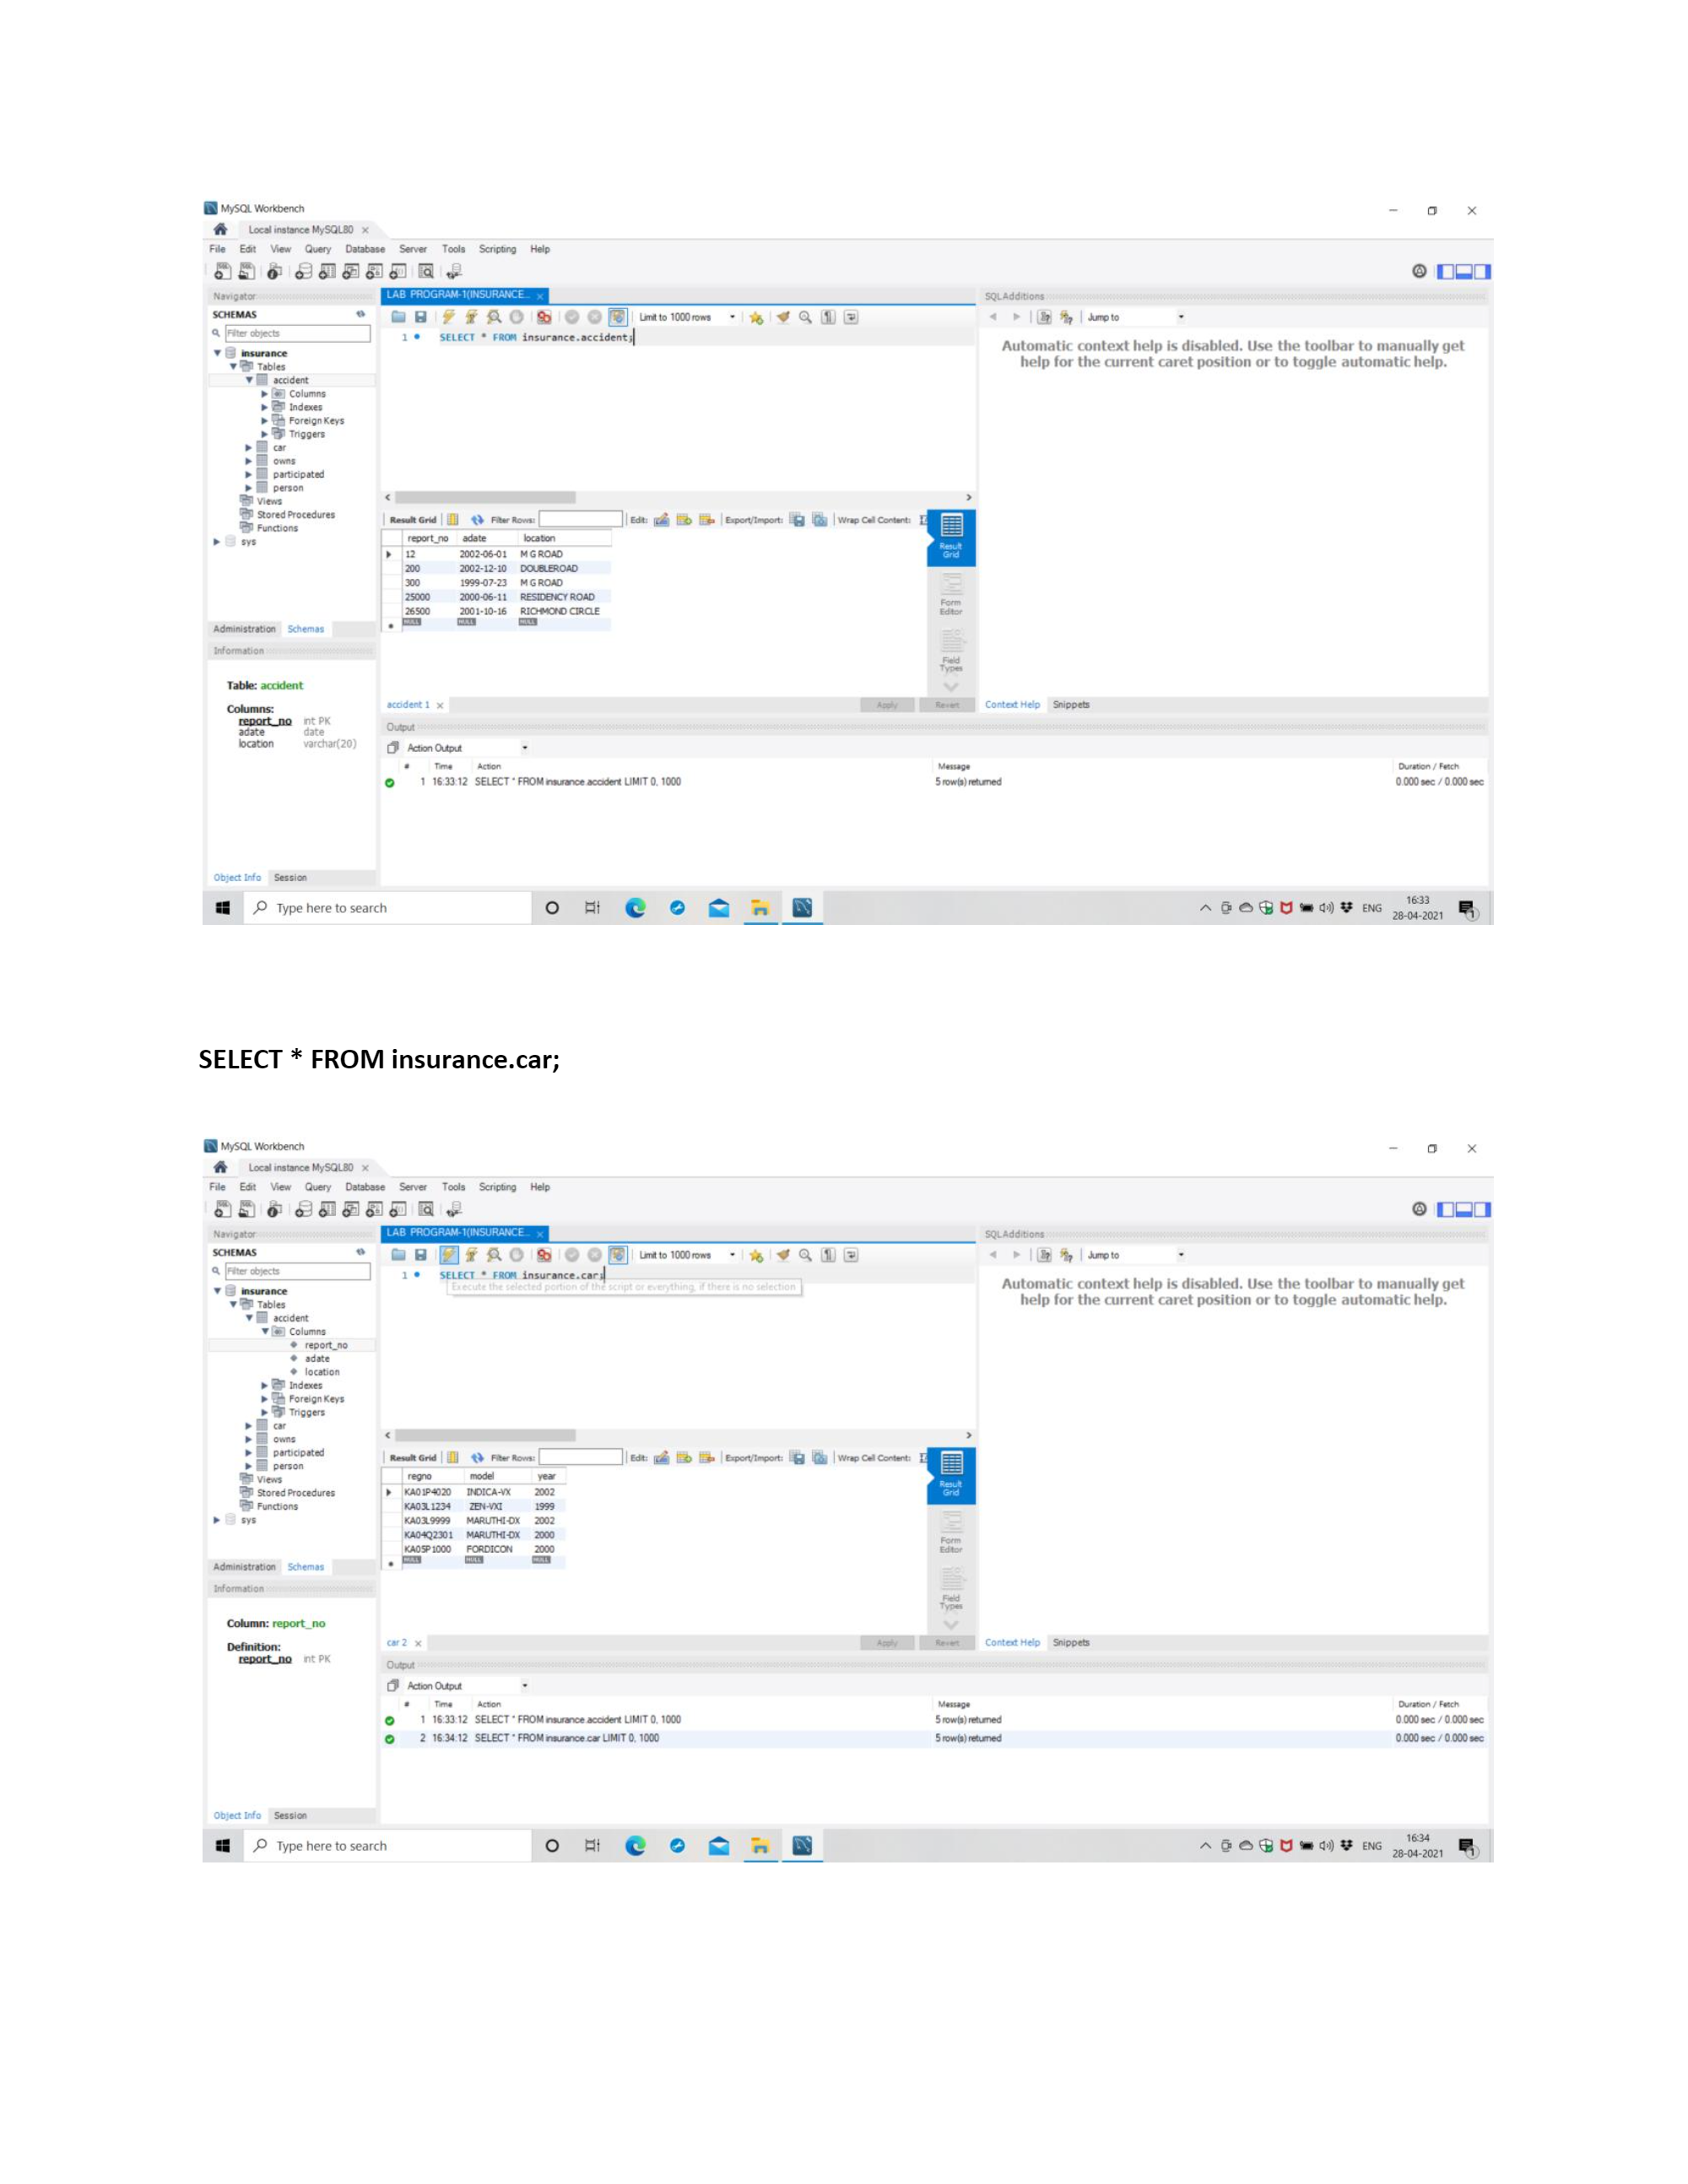 MySQL Workbench
Local instance MySQL80
File Edit View Query Database Server Tools Scripting Help
Navigator
LAB PROGRAM-1(INSURANCE...
SQLAdditions
SCHEMAS
Limit to 1000 rows
Jump to
Filter objects
1 SELECT * FROM insurance.accident;
Automatic context help is disabled. Use the toolbar to manually get
help for the current caret position or to toggle automatic help.
insurance
Tables
accident
Columns
Indexes
Foreign Keys
Triggers
car
owns
participated
person
Views
Stored Procedures
Functions
sys
Result Grid Filter Rows: Edit: Export/Import: Wrap Cell Content:
report_no adate location
12 2002-06-01 M G ROAD
200 2002-12-10 DOUBLEROAD
300 1999-07-23 M G ROAD
25000 2000-06-11 RESIDENCY ROAD
26500 2001-10-16 RICHMOND CIRCLE
NULL NULL NULL
Result
Grid
Form
Editor
Field
Types
Administration Schemas
Information
Table: accident
Columns:
report_no int PK
adate date
location varchar(20)
accident 1 Apply Revert Context Help Snippets
Output
Action Output
# Time Action Message Duration / Fetch
1 16:33:12 SELECT * FROM insurance.accident LIMIT 0, 1000 5 row(s) returned 0.000 sec / 0.000 sec
Object Info Session
Type here to search
ENG
16:33
28-04-2021
1
SELECT * FROM insurance.car;
MySQL Workbench
Local instance MySQL80
File Edit View Query Database Server Tools Scripting Help
Navigator
LAB PROGRAM-1(INSURANCE...
SQLAdditions
SCHEMAS
Limit to 1000 rows
Jump to
Filter objects
1 SELECT * FROM insurance.car;
Execute the selected portion of the script or everything, if there is no selection
Automatic context help is disabled. Use the toolbar to manually get
help for the current caret position or to toggle automatic help.
insurance
Tables
accident
Columns
report_no
adate
location
Indexes
Foreign Keys
Triggers
car
owns
participated
person
Views
Stored Procedures
Functions
sys
Result Grid Filter Rows: Edit: Export/Import: Wrap Cell Content:
regno model year
KA01P4020 INDICA-VX 2002
KA03L1234 ZEN-VXI 1999
KA03L9999 MARUTHI-DX 2002
KA04Q2301 MARUTHI-DX 2000
KA05P1000 FORDICON 2000
NULL NULL NULL
Result
Grid
Form
Editor
Field
Types
Administration Schemas
Information
Column: report_no
Definition:
report_no int PK
car 2 Apply Revert Context Help Snippets
Output
Action Output
# Time Action Message Duration / Fetch
1 16:33:12 SELECT * FROM insurance.accident LIMIT 0, 1000 5 row(s) returned 0.000 sec / 0.000 sec
2 16:34:12 SELECT * FROM insurance.car LIMIT 0, 1000 5 row(s) returned 0.000 sec / 0.000 sec
Object Info Session
Type here to search
ENG
16:34
28-04-2021
1